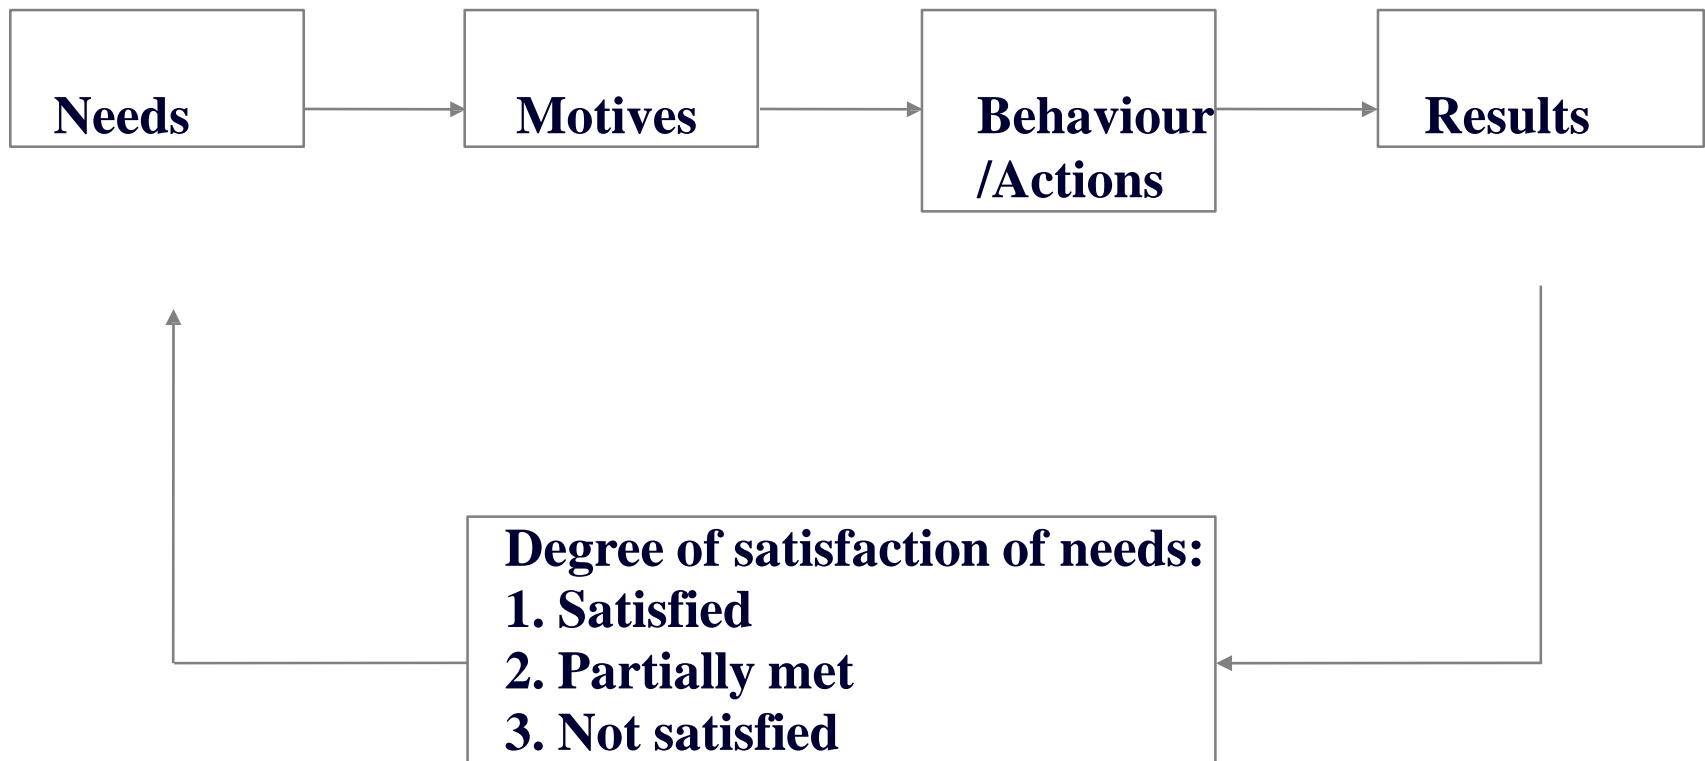 Needs
Motives
Behaviour
/Actions
Results
Degree of satisfaction of needs:
1. Satisfied
2. Partially met
3. Not satisfied